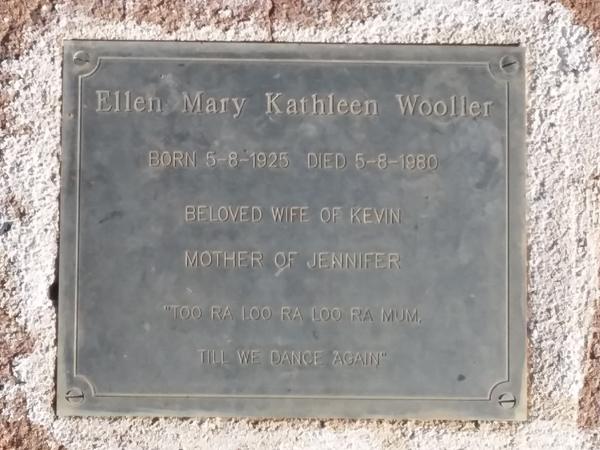 Ellen Mary Kathleen Wooller
BORN 5-8-1925 DIED 5-8-1980
BELOVED WIFE OF KEVIN
MOTHER OF JENNIFER
"TOO RA LOO RA LOO RA MUM,
TILL WE DANCE AGAIN"